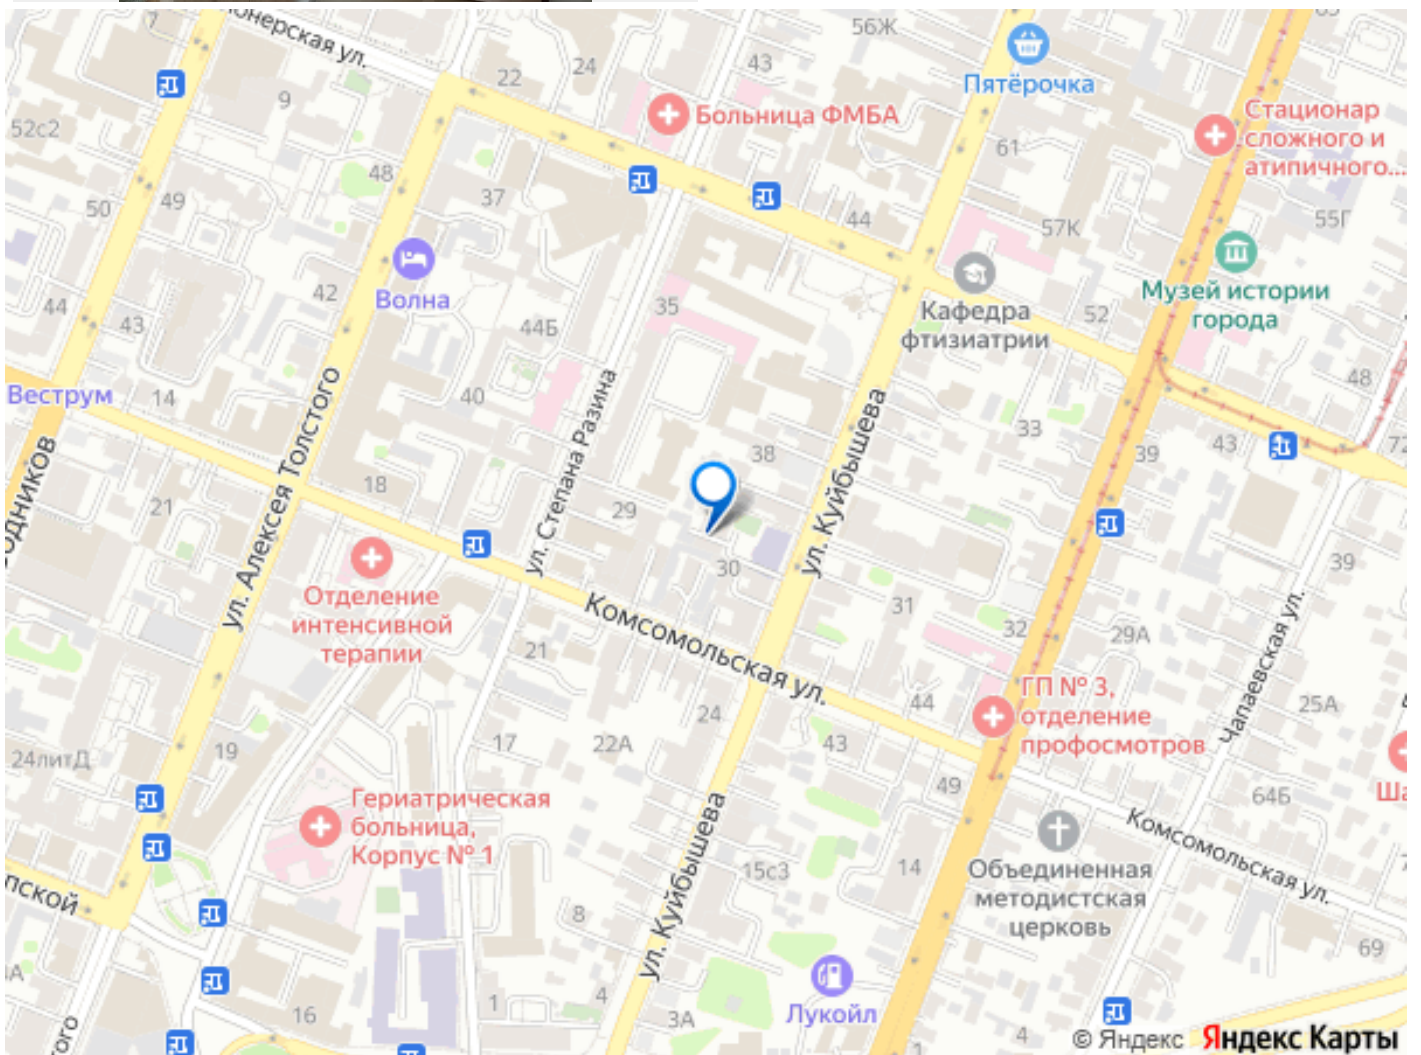 онерская ул.
56Ж
22
24
43
9
52с2
Пятёрочка
Больница ФМБА
Стационар
сложного и
атипичного...
61
48
37
49
50
44
57К
55Г
Волна
42
44
43
35
44Б
Музей истории
города
52
Кафедра
фтизиатрии
Веструм
14
40
48
ул. Степана Разина
ул. Алексея Толстого
ул. Куйбышева
33
38
39
43
72
одников
18
21
29
30
39
Отделение
интенсивной
терапии
Комсомольская ул.
31
32
29А
21
Чапаевская ул.
25А
ГП № 3,
отделение
профосмотров
44
24
22А
17
43
19
24литД
49
64Б
Ша
Гериатрическая
больница,
Корпус № 1
ул. Куйбышева
Комсомольская ул.
15с3
14
Объединенная
методистская
церковь
пской
8
69
4
1
Лукойл
16
3А
4
ого
© Яндекс Яндекс Карты